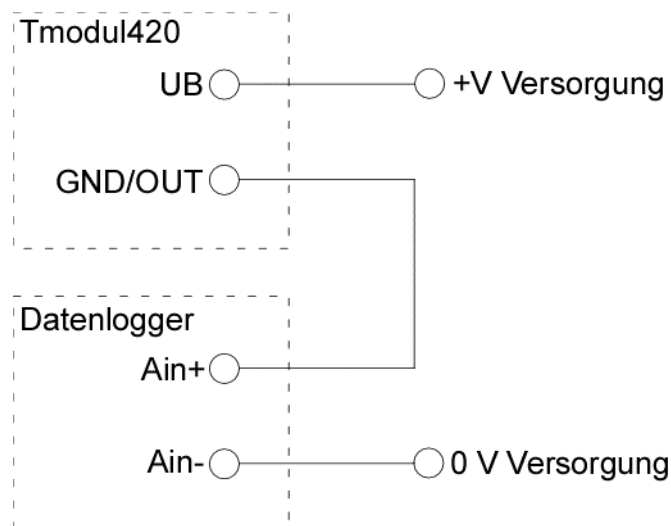 Tmodul420
UB
+V Versorgung
GND/OUT
Datenlogger
Ain+
Ain-
0 V Versorgung